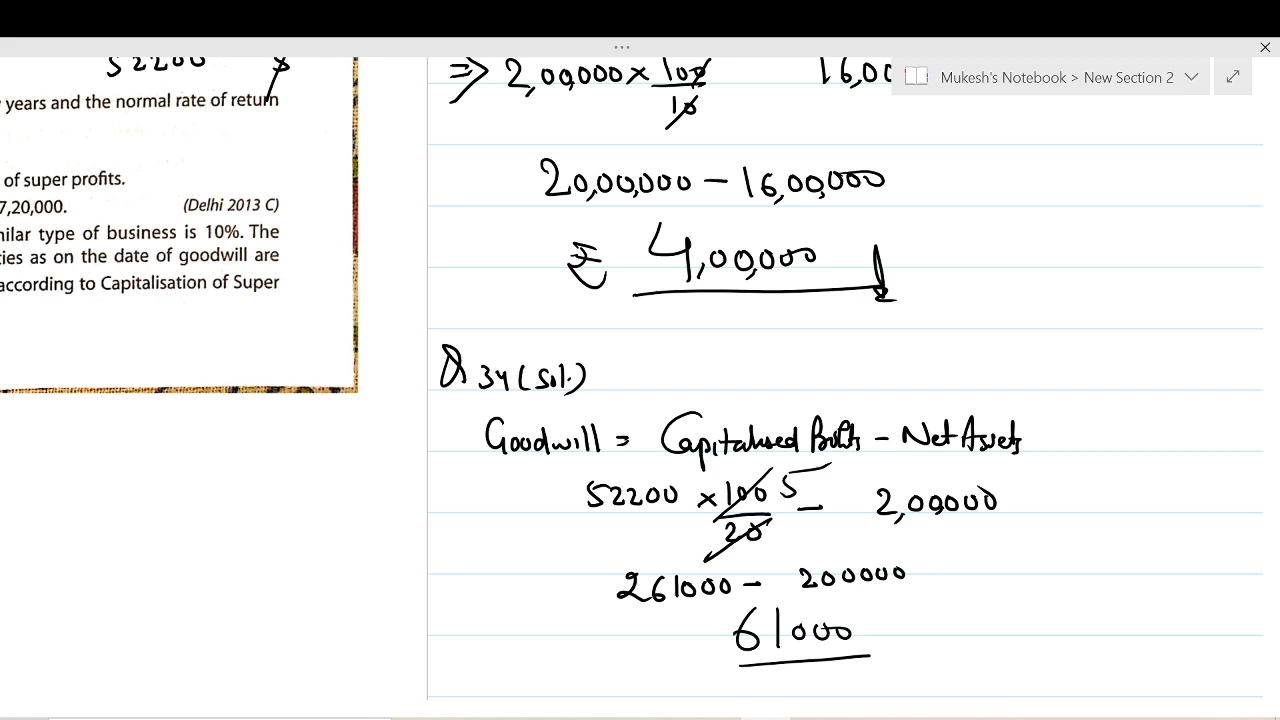 52200
years and the normal rate of return
of super profits.
7,20,000. (Delhi 2013 C)
nilar type of business is 10%. The
ties as on the date of goodwill are
according to Capitalisation of Super
...
Mukesh's Notebook > New Section 2
⇒ 2,00,000 × 100/10 16,00
20,00,000 – 16,00,000
₹ 4,00,000
Q 34 (Sol.)
Goodwill = Capitalised Profits – Net Assets
52200 × 100/20 5 – 2,00,000
261000 – 200000
61000